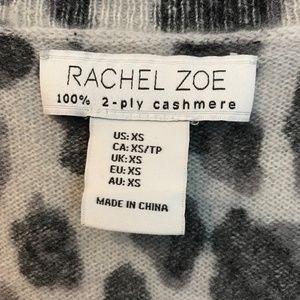 RACHEL ZOE
100% 2-ply cashmere
US: XS
CA: XS/TP
UK: XS
EU: XS
AU: XS
MADE IN CHINA